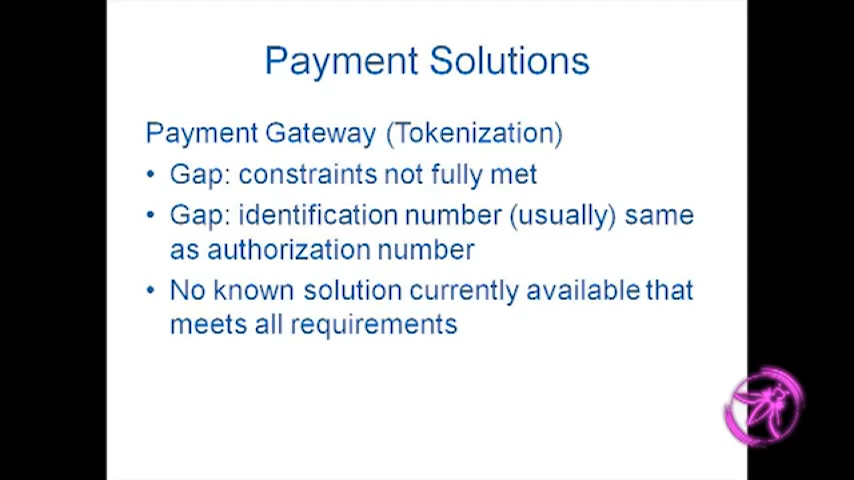 Payment Solutions
Payment Gateway (Tokenization)
• Gap: constraints not fully met
• Gap: identification number (usually) same
as authorization number
• No known solution currently available that
meets all requirements